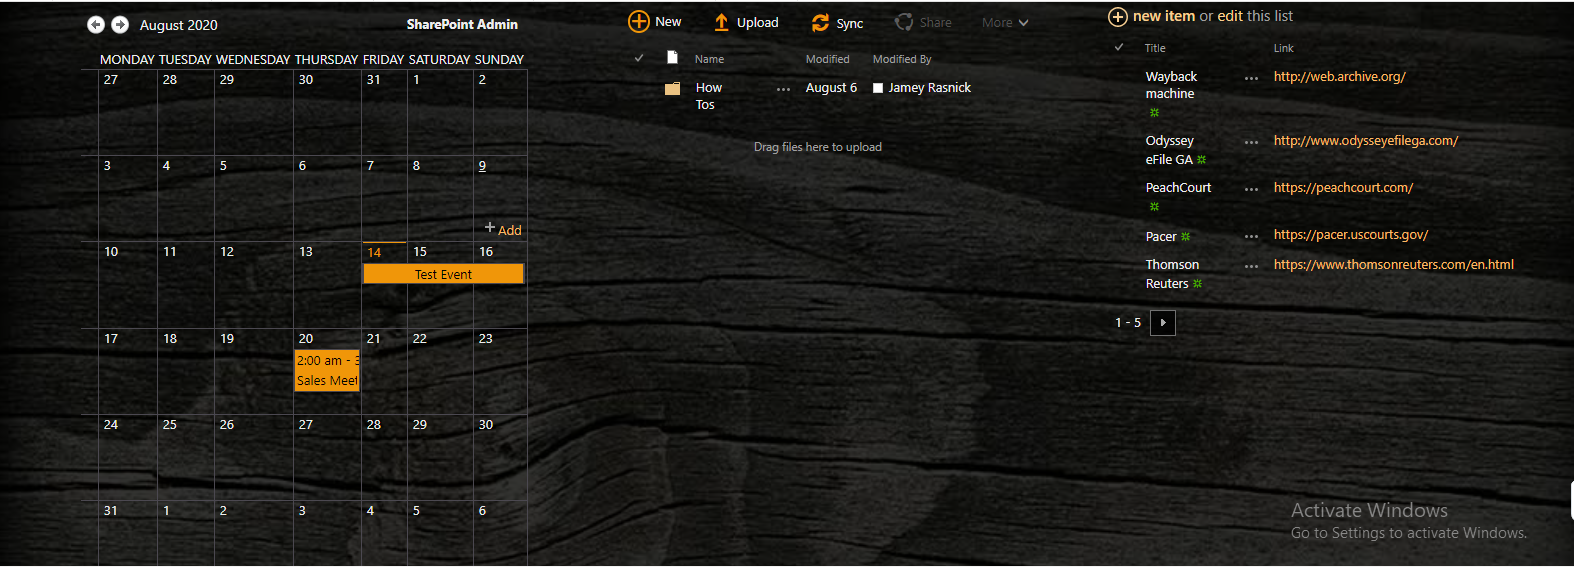 August 2020
SharePoint Admin
MONDAY TUESDAY WEDNESDAY THURSDAY FRIDAY SATURDAY SUNDAY
27 28 29 30 31 1 2
3 4 5 6 7 8 9
Add
10 11 12 13 14 15 16
Test Event
17 18 19 20 21 22 23
2:00 am - 3
Sales Meet
24 25 26 27 28 29 30
31 1 2 3 4 5 6
New Upload Sync Share More
Name Modified Modified By
How August 6 Jamey Rasnick
Tos
Drag files here to upload
new item or edit this list
Title Link
Wayback http://web.archive.org/
machine
Odyssey http://www.odysseyefilega.com/
eFile GA
PeachCourt https://peachcourt.com/
Pacer https://pacer.uscourts.gov/
Thomson https://www.thomsonreuters.com/en.html
Reuters
1 - 5
Activate Windows
Go to Settings to activate Windows.